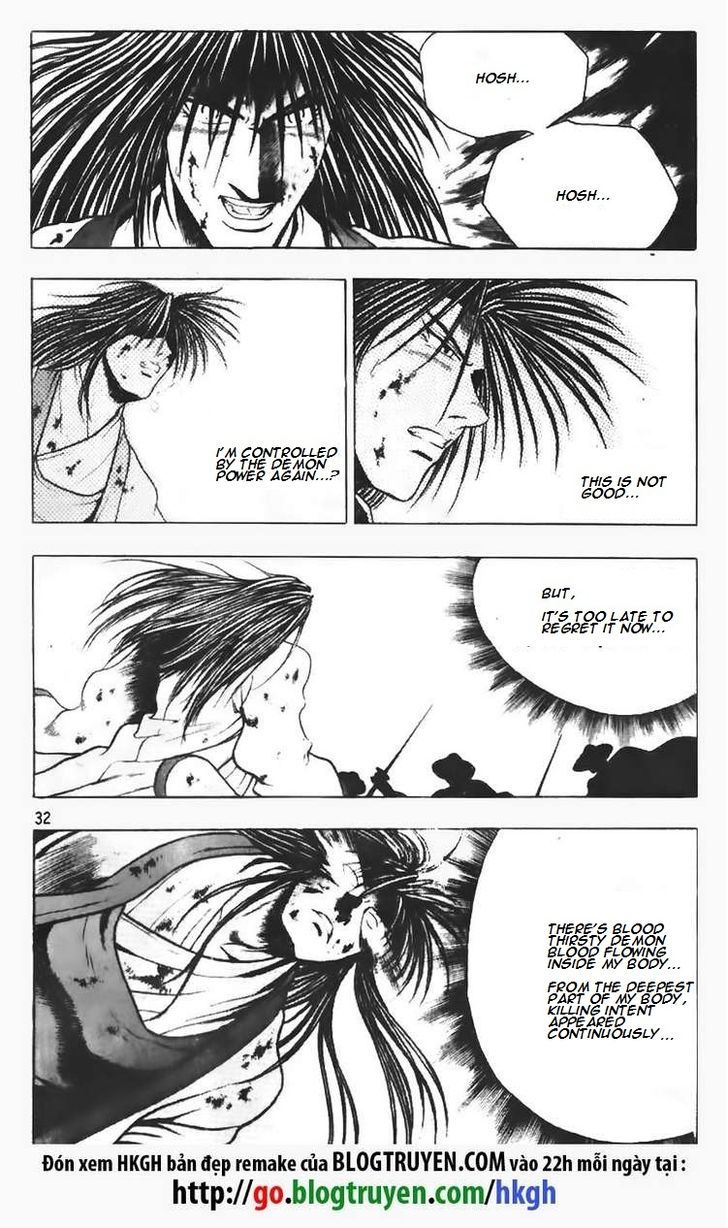 HOSH...
HOSH...
I'M CONTROLLED
BY THE DEMON
POWER AGAIN...?
THIS IS NOT
GOOD...
BUT,
IT'S TOO LATE TO
REGRET IT NOW...
32
THERE'S BLOOD
THIRSTY DEMON
BLOOD FLOWING
INSIDE MY BODY...
FROM THE DEEPEST
PART OF MY BODY,
KILLING INTENT
APPEARED
CONTINUOUSLY...
Đón xem HKGH bản đẹp remake của BLOGTRUYEN.COM vào 22h mỗi ngày tại :
http://go.blogtruyen.com/hkgh